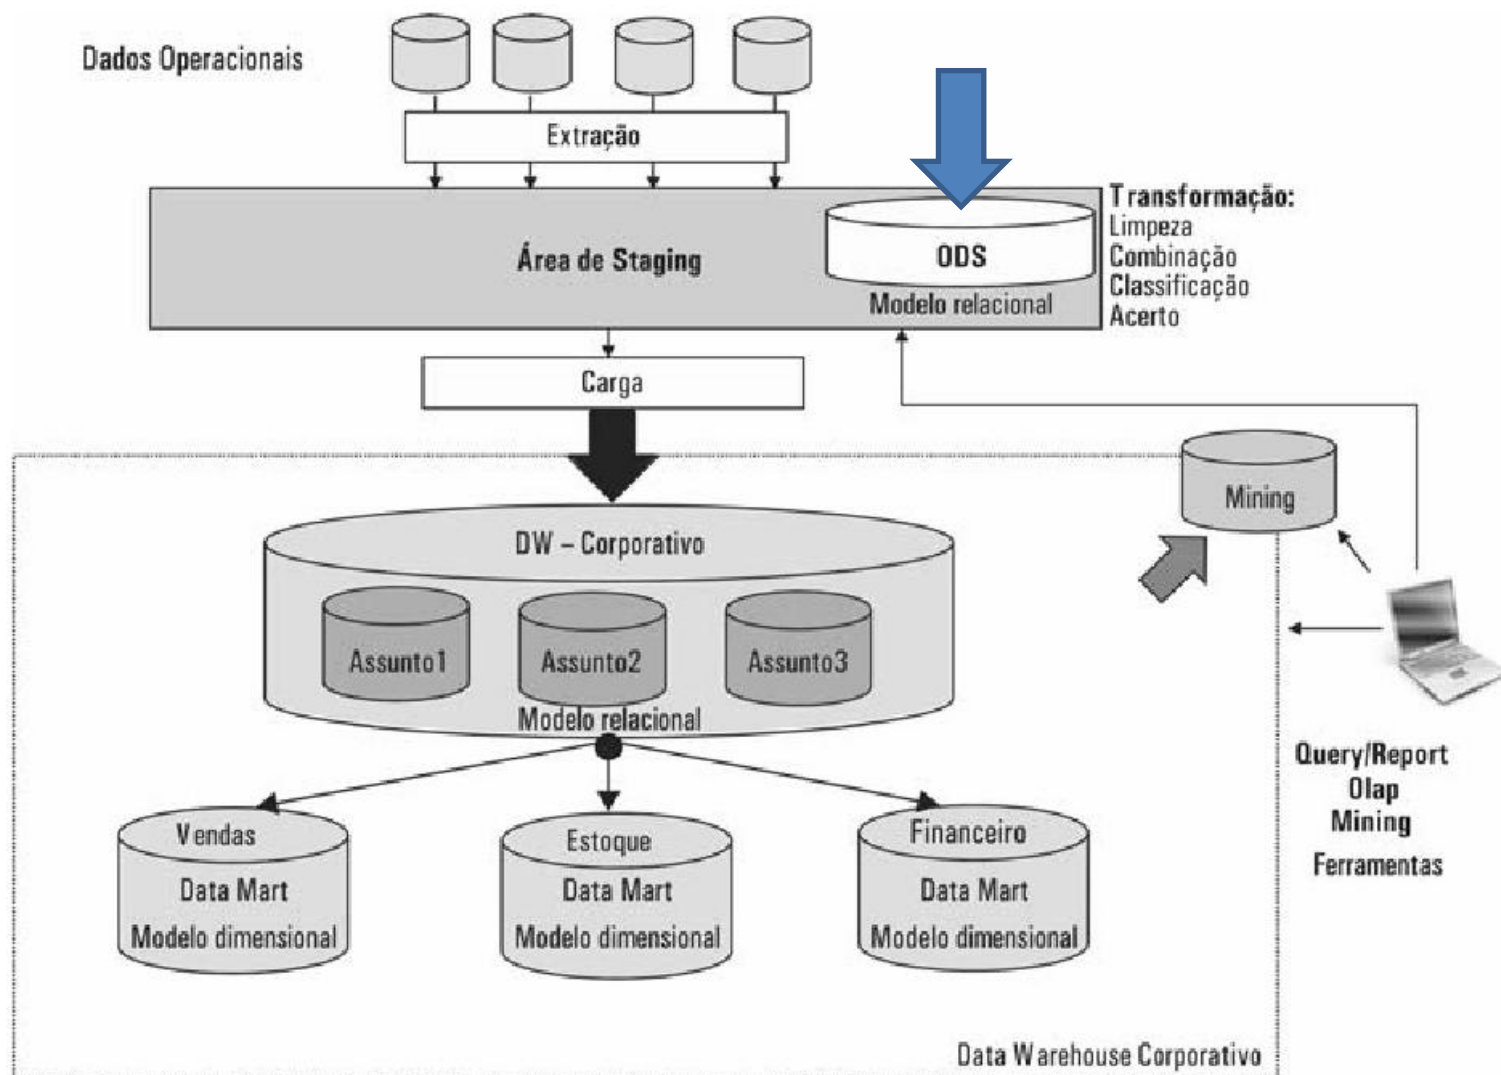 Dados Operacionais
Extração
Área de Staging
ODS
Modelo relacional
Transformação:
Limpeza
Combinação
Classificação
Acerto
Carga
Mining
DW – Corporativo
Assunto1
Assunto2
Assunto3
Modelo relacional
Query/Report
Olap
Mining
Ferramentas
Vendas
Data Mart
Modelo dimensional
Estoque
Data Mart
Modelo dimensional
Financeiro
Data Mart
Modelo dimensional
Data Warehouse Corporativo